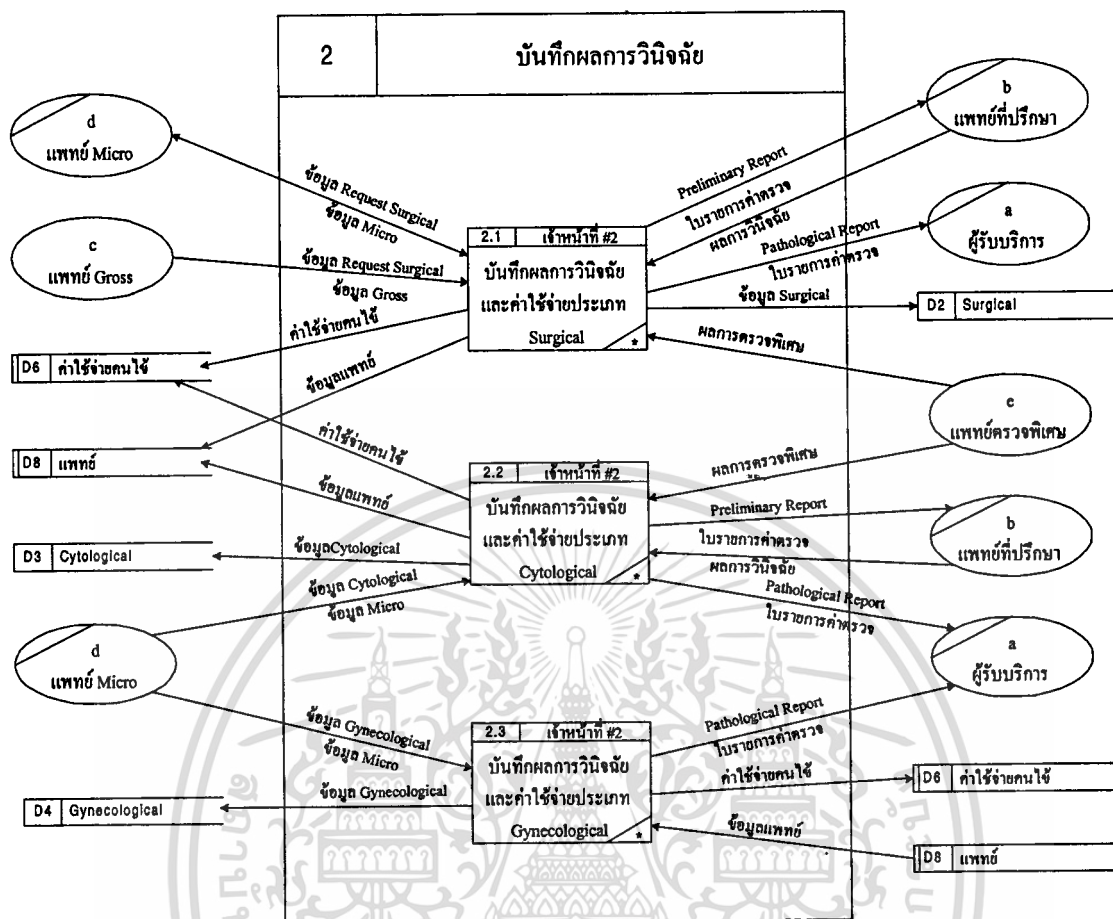 2
บันทึกผลการวินิจฉัย
d
แพทย์ Micro
b
แพทย์ที่ปรึกษา
ข้อมูล Request Surgical
ข้อมูล Micro
Preliminary Report
ใบรายการค่าตรวจ
ผลการวินิจฉัย
c
แพทย์ Gross
ข้อมูล Request Surgical
ข้อมูล Gross
2.1 เจ้าหน้าที่ #2
บันทึกผลการวินิจฉัย
และค่าใช้จ่ายประเภท
Surgical
*
Pathological Report
ใบรายการค่าตรวจ
a
ผู้รับบริการ
ข้อมูล Surgical
D2 Surgical
ค่าใช้จ่ายคนไข้
D6 ค่าใช้จ่ายคนไข้
ข้อมูลแพทย์
ผลการตรวจพิเศษ
e
แพทย์ตรวจพิเศษ
D8 แพทย์
ค่าใช้จ่ายคนไข้
ข้อมูลแพทย์
2.2 เจ้าหน้าที่ #2
บันทึกผลการวินิจฉัย
และค่าใช้จ่ายประเภท
Cytological
*
ผลการตรวจพิเศษ
Preliminary Report
ใบรายการค่าตรวจ
ผลการวินิจฉัย
b
แพทย์ที่ปรึกษา
D3 Cytological
ข้อมูลCytological
ข้อมูล Cytological
ข้อมูล Micro
Pathological Report
ใบรายการค่าตรวจ
d
แพทย์ Micro
a
ผู้รับบริการ
ข้อมูล Gynecological
ข้อมูล Micro
2.3 เจ้าหน้าที่ #2
บันทึกผลการวินิจฉัย
และค่าใช้จ่ายประเภท
Gynecological
*
Pathological Report
ใบรายการค่าตรวจ
ค่าใช้จ่ายคนไข้
D6 ค่าใช้จ่ายคนไข้
ข้อมูล Gynecological
D4 Gynecological
ข้อมูลแพทย์
D8 แพทย์